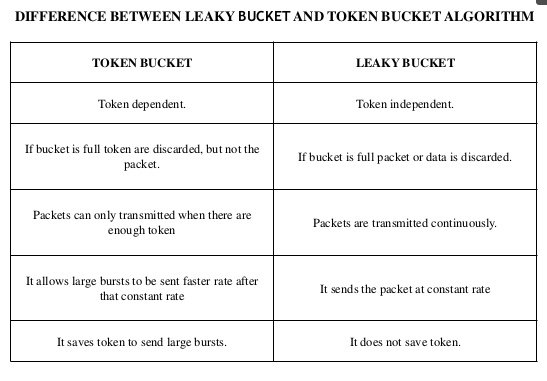 DIFFERENCE BETWEEN LEAKY BUCKET AND TOKEN BUCKET ALGORITHM
TOKEN BUCKET
LEAKY BUCKET
Token dependent.
Token independent.
If bucket is full token are discarded, but not the
packet.
If bucket is full packet or data is discarded.
Packets can only transmitted when there are
enough token
Packets are transmitted continuously.
It allows large bursts to be sent faster rate after
that constant rate
It sends the packet at constant rate
It saves token to send large bursts.
It does not save token.